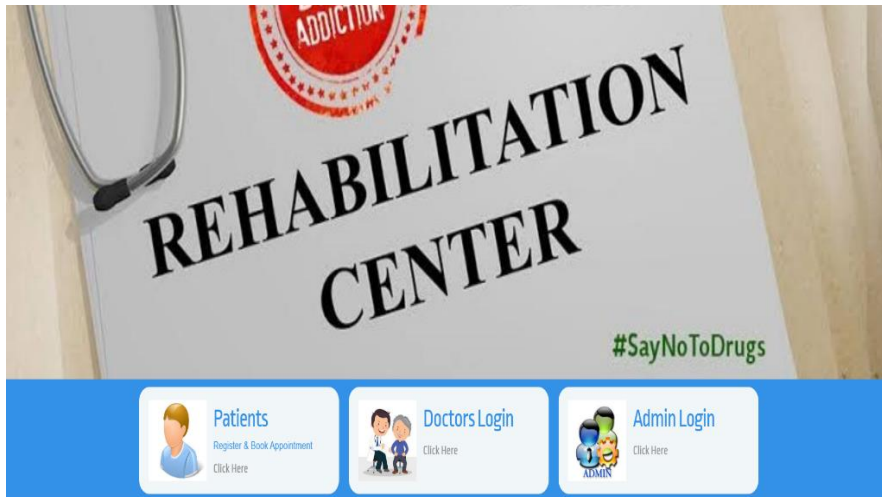 ADDICTION
REHABILITATION
CENTER
#SayNoToDrugs
Patients
Register & Book Appointment
Click Here
Doctors Login
Click Here
Admin Login
Click Here
ADMIN